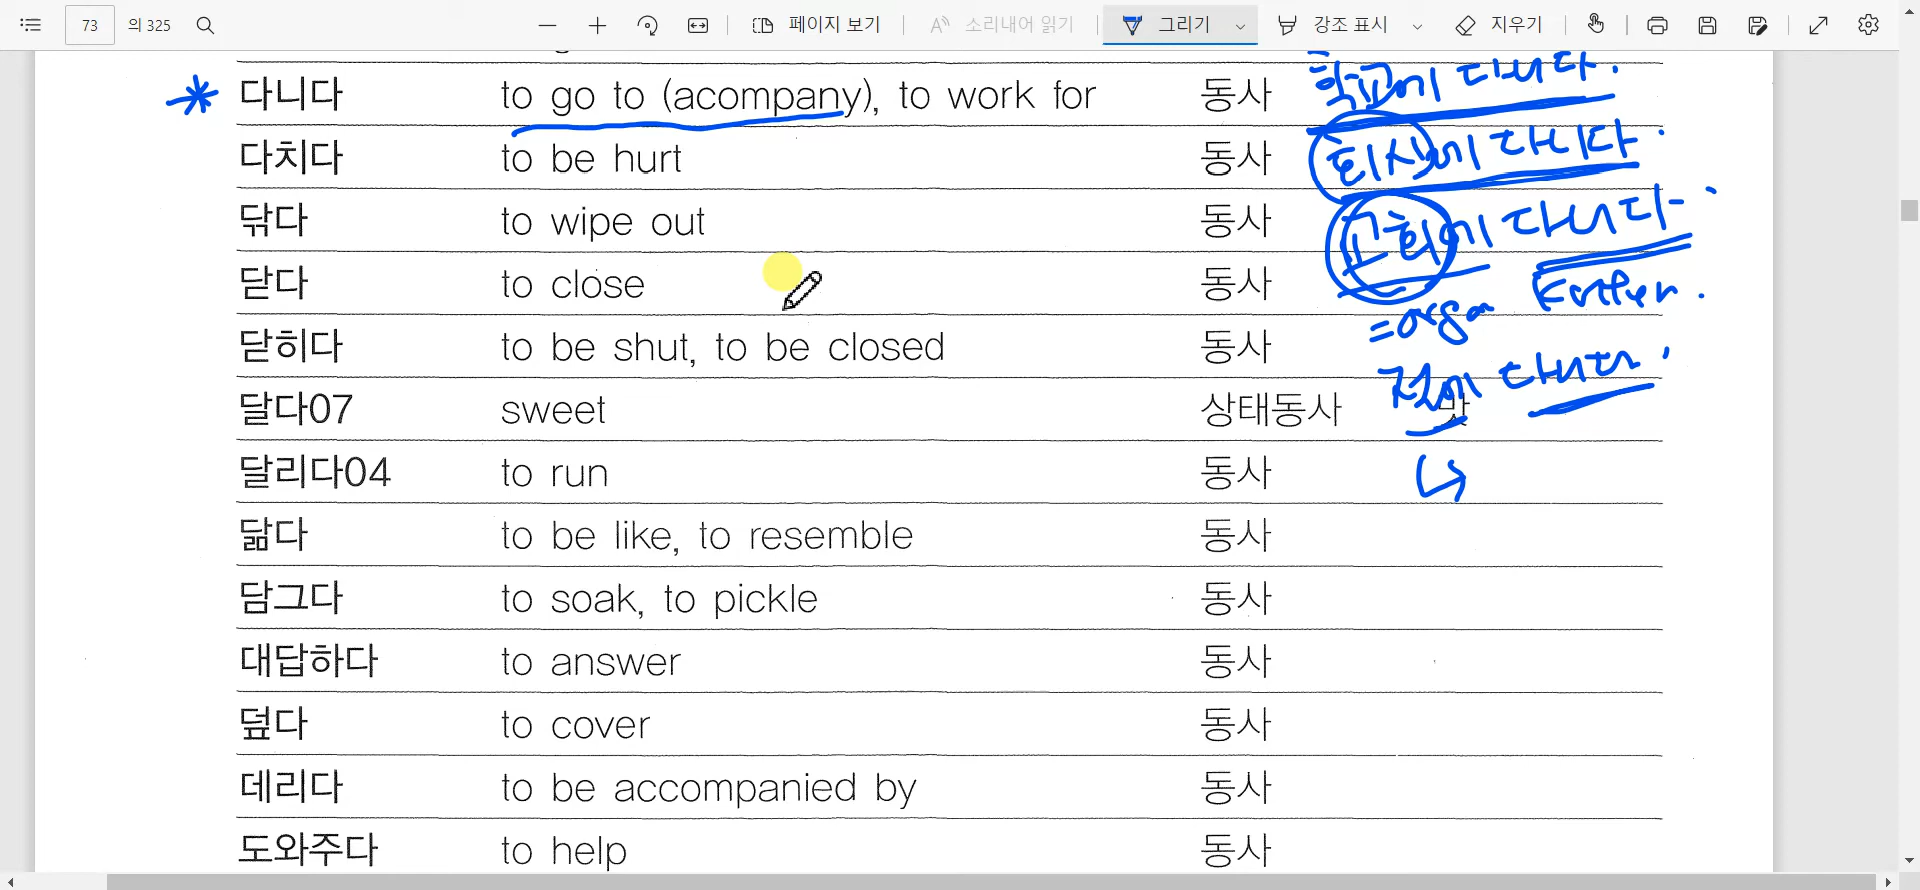 73 의 325 페이지 보기 소리내어 읽기 그리기 강조 표시 지우기
다니다 to go to (acompany), to work for 동사 학교에 다니다.
다치다 to be hurt 동사 회사에 다니다.
닦다 to wipe out 동사 교회에 다니다.
닫다 to close 동사 = organ
닫히다 to be shut, to be closed 동사 절에 다니다.
달다07 sweet 상태동사 맛
달리다04 to run 동사
닮다 to be like, to resemble 동사
담그다 to soak, to pickle 동사
대답하다 to answer 동사
덮다 to cover 동사
데리다 to be accompanied by 동사
도와주다 to help 동사